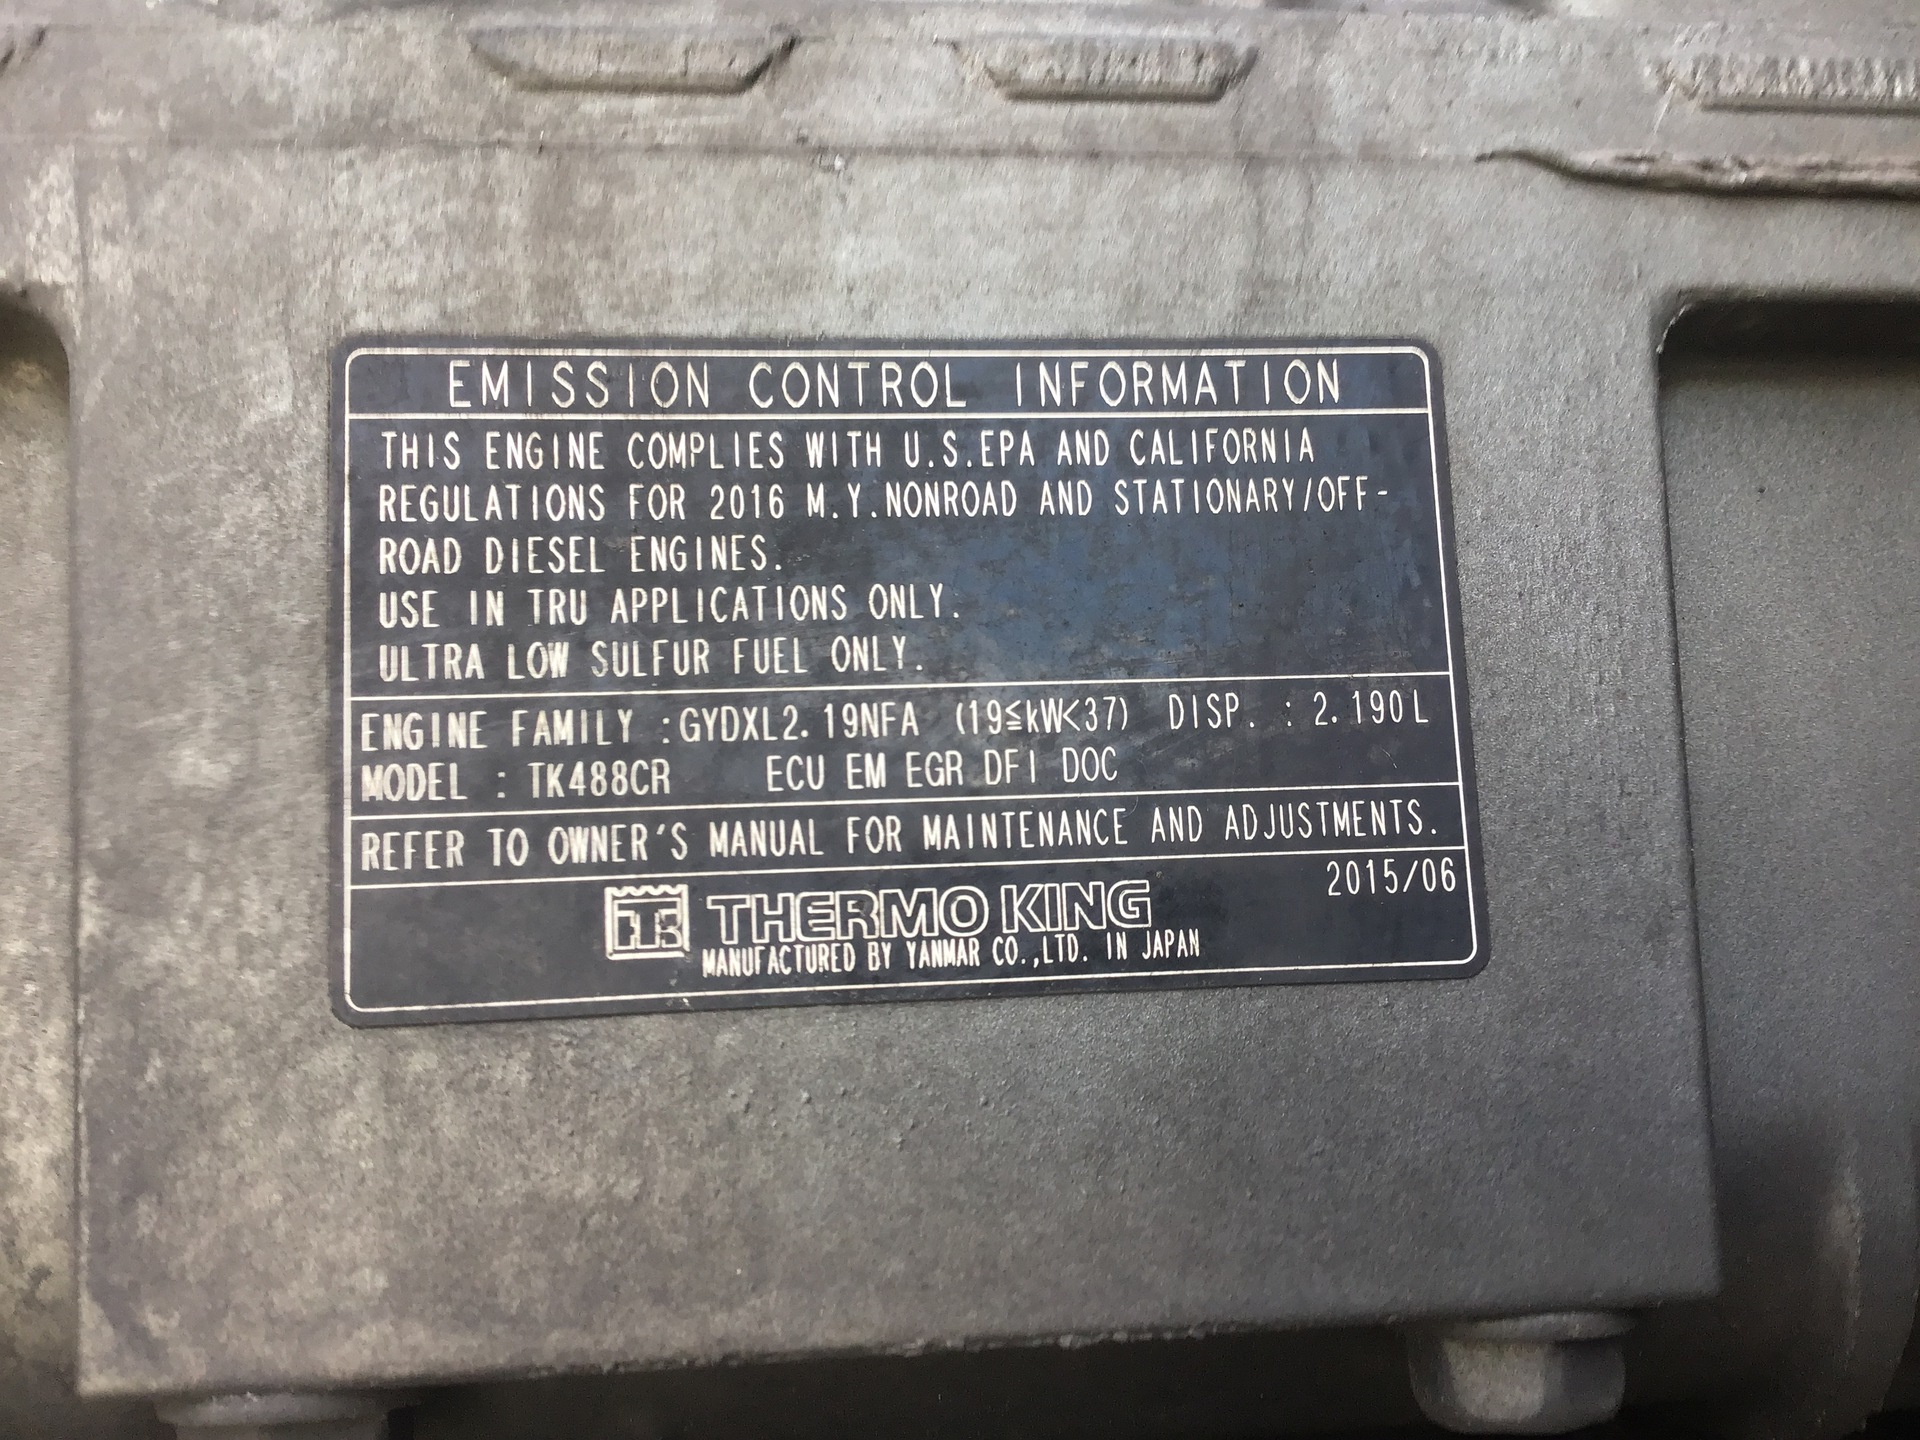 EMISSION CONTROL INFORMATION
THIS ENGINE COMPLIES WITH U.S.EPA AND CALIFORNIA
REGULATIONS FOR 2016 M.Y.NONROAD AND STATIONARY/OFF-
ROAD DIESEL ENGINES.
USE IN TRU APPLICATIONS ONLY.
ULTRA LOW SULFUR FUEL ONLY.
ENGINE FAMILY :GYDXL2.19NFA (19≦kW<37) DISP. : 2.190L
MODEL : TK488CR ECU EM EGR DFI DOC
REFER TO OWNER'S MANUAL FOR MAINTENANCE AND ADJUSTMENTS.
2015/06
THERMO KING
MANUFACTURED BY YANMAR CO.,LTD. IN JAPAN